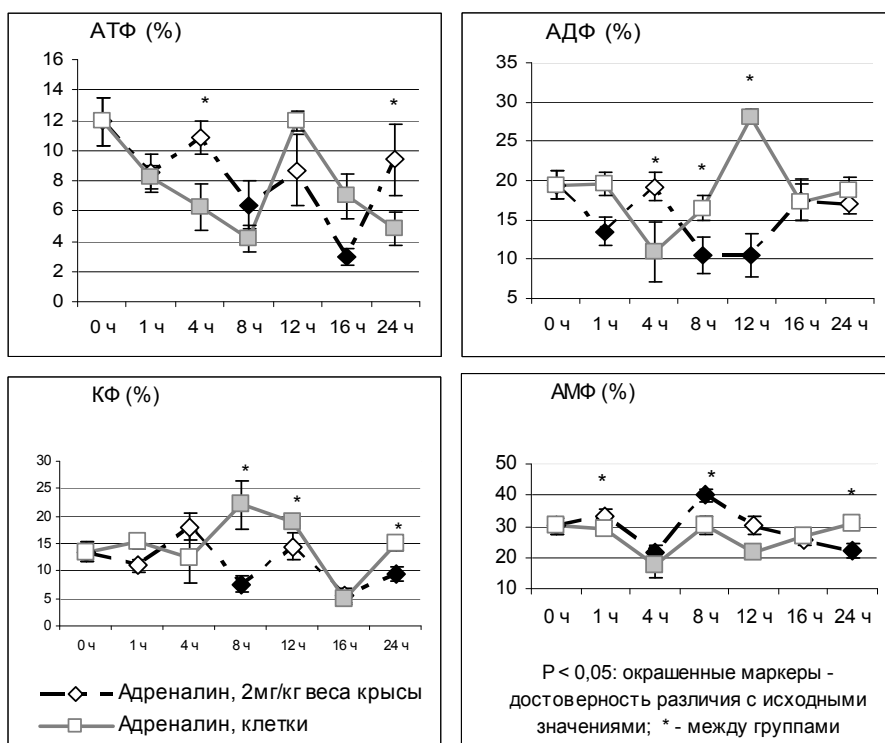 АТФ (%)
16
14
12
10
8
6
4
2
0
* *
0 ч 1 ч 4 ч 8 ч 12 ч 16 ч 24 ч
АДФ (%)
35
30
25
20
15
10
5
* * *
0 ч 1 ч 4 ч 8 ч 12 ч 16 ч 24 ч
КФ (%)
30
25
20
15
10
5
0
* * *
0 ч 1 ч 4 ч 8 ч 12 ч 16 ч 24 ч
Адреналин, 2мг/кг веса крысы
Адреналин, клетки
АМФ (%)
50
40
30
20
10
* * *
0 ч 1 ч 4 ч 8 ч 12 ч 16 ч 24 ч
P < 0,05: окрашенные маркеры -
достоверность различия с исходными
значениями; * - между группами